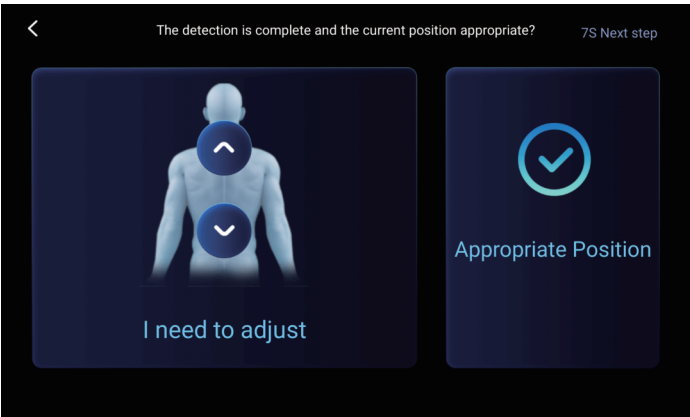 The detection is complete and the current position appropriate?
7S Next step
I need to adjust
Appropriate Position